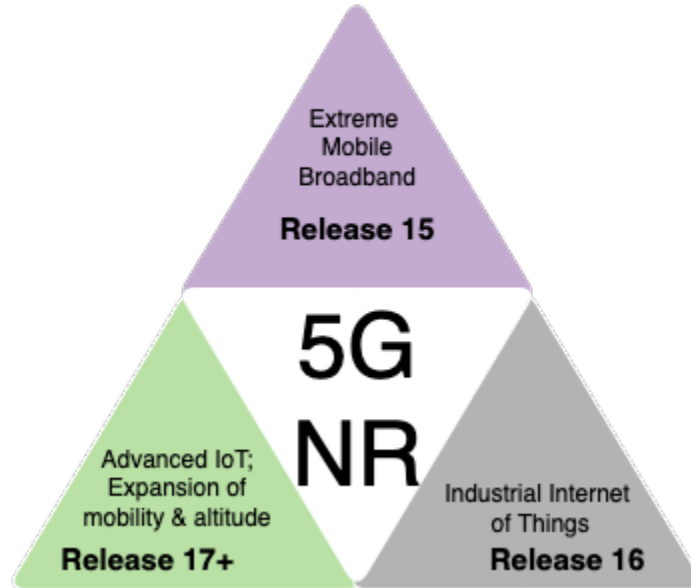 Extreme
Mobile
Broadband
Release 15
5G
NR
Advanced IoT;
Expansion of
mobility & altitude
Release 17+
Industrial Internet
of Things
Release 16